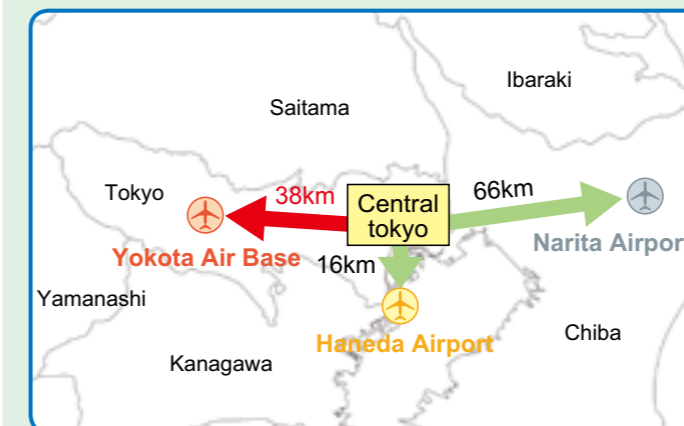 Ibaraki
Saitama
Tokyo
38km
Central
tokyo
66km
Yokota Air Base
16km
Narita Airpor
Yamanashi
Haneda Airport
Chiba
Kanagawa